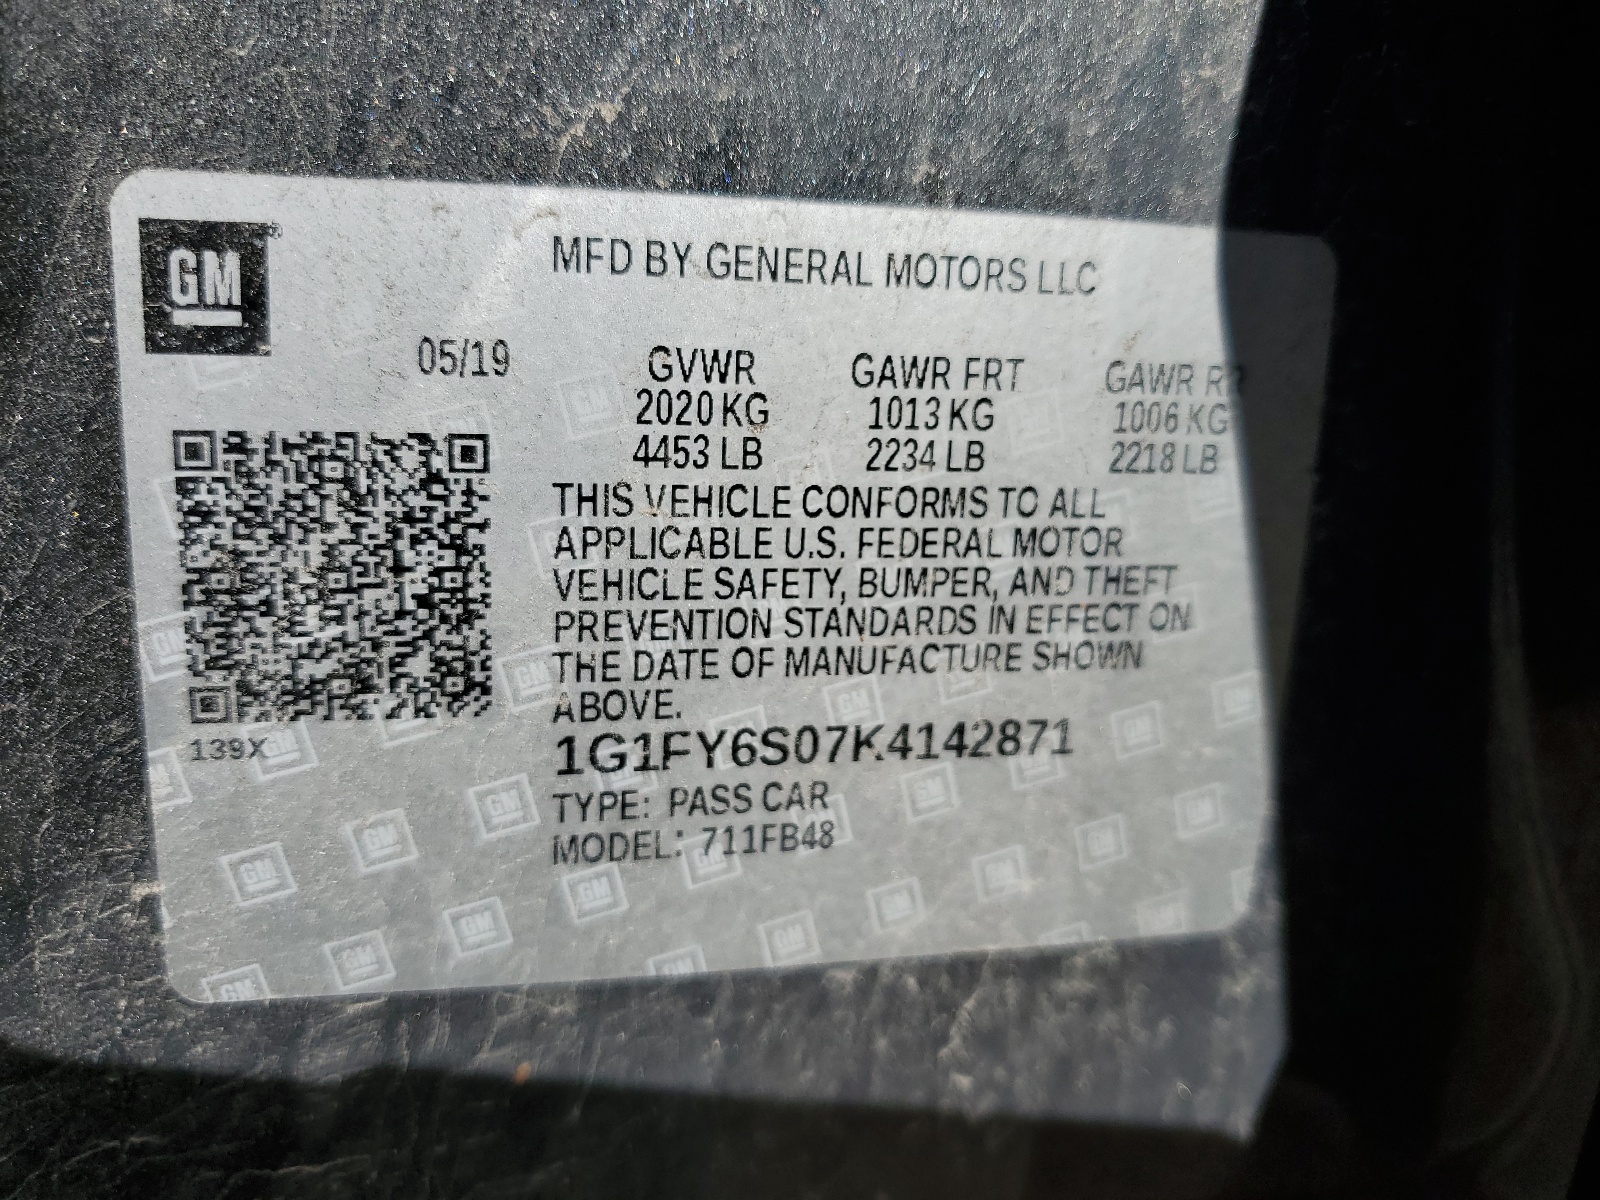 GM®
MFD BY GENERAL MOTORS LLC
05/19 GVWR GAWR FRT GAWR RR
2020 KG 1013 KG 1006 KG
4453 LB 2234 LB 2218 LB
THIS VEHICLE CONFORMS TO ALL
APPLICABLE U.S. FEDERAL MOTOR
VEHICLE SAFETY, BUMPER, AND THEFT
PREVENTION STANDARDS IN EFFECT ON
THE DATE OF MANUFACTURE SHOWN
ABOVE.
139X
1G1FY6S07K4142871
TYPE: PASS CAR
MODEL: 711FB48